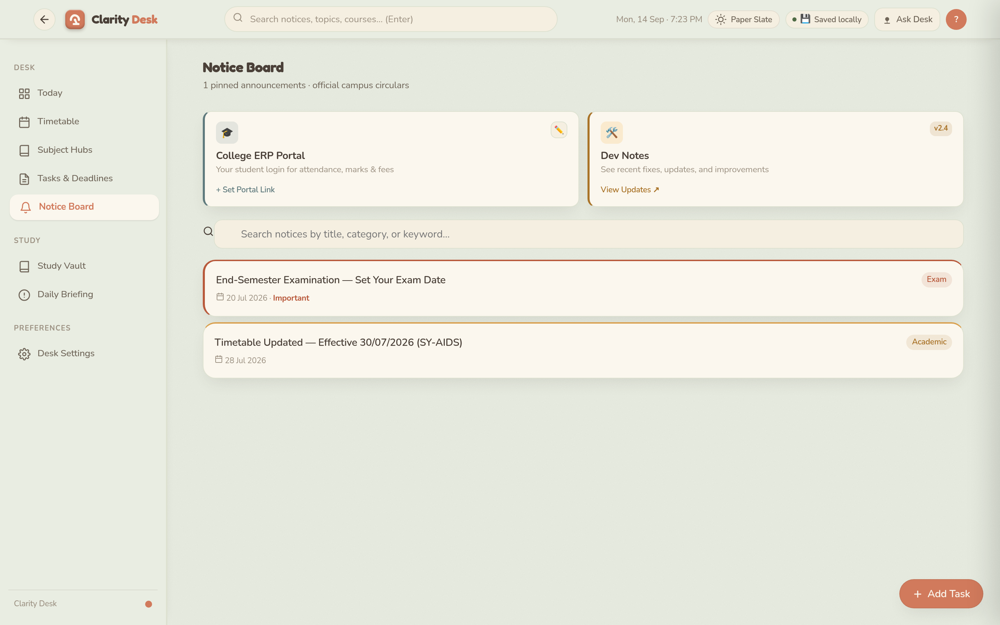 Clarity Desk
Search notices, topics, courses... (Enter)
Mon, 14 Sep · 7:23 PM
Paper Slate
Saved locally
Ask Desk
?
DESK
Today
Timetable
Subject Hubs
Tasks & Deadlines
Notice Board
STUDY
Study Vault
Daily Briefing
PREFERENCES
Desk Settings
Clarity Desk
Notice Board
1 pinned announcements · official campus circulars
College ERP Portal
Your student login for attendance, marks & fees
+ Set Portal Link
v2.4
Dev Notes
See recent fixes, updates, and improvements
View Updates ↗
Search notices by title, category, or keyword...
End-Semester Examination — Set Your Exam Date
Exam
20 Jul 2026 · Important
Timetable Updated — Effective 30/07/2026 (SY-AIDS)
Academic
28 Jul 2026
+ Add Task